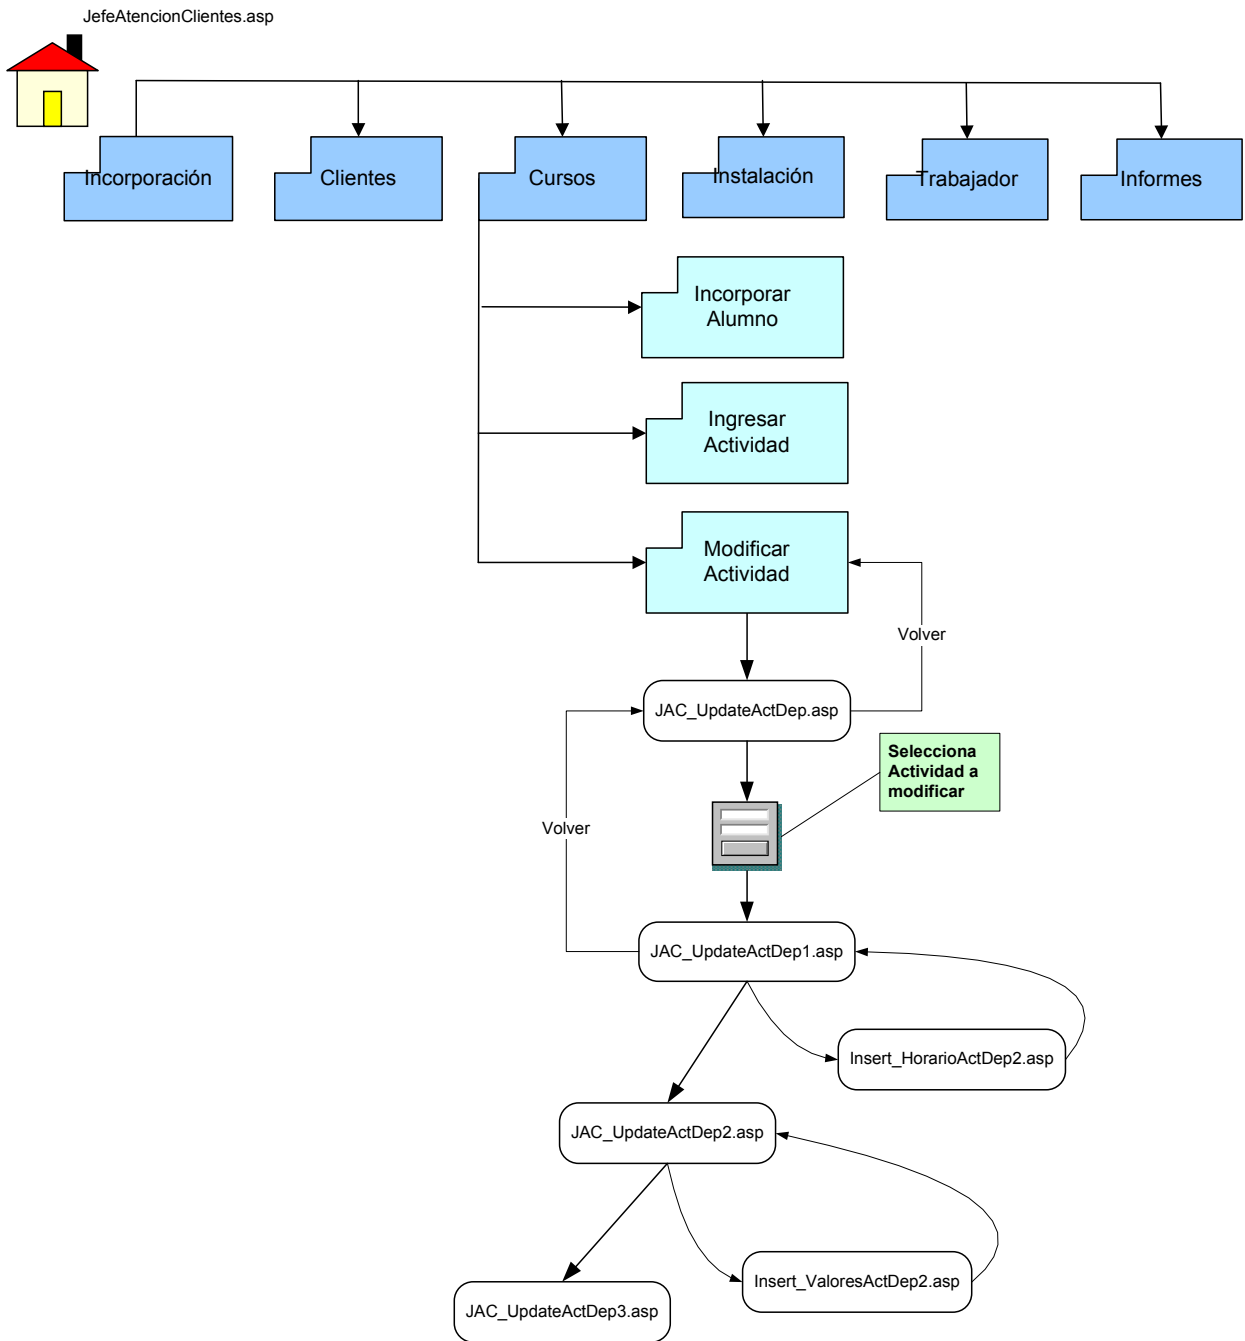 JefeAtencionClientes.asp
Incorporación
Clientes
Cursos
Instalación
Trabajador
Informes
Incorporar
Alumno
Ingresar
Actividad
Modificar
Actividad
Volver
JAC_UpdateActDep.asp
Selecciona
Actividad a
modificar
Volver
JAC_UpdateActDep1.asp
Insert_HorarioActDep2.asp
JAC_UpdateActDep2.asp
Insert_ValoresActDep2.asp
JAC_UpdateActDep3.asp